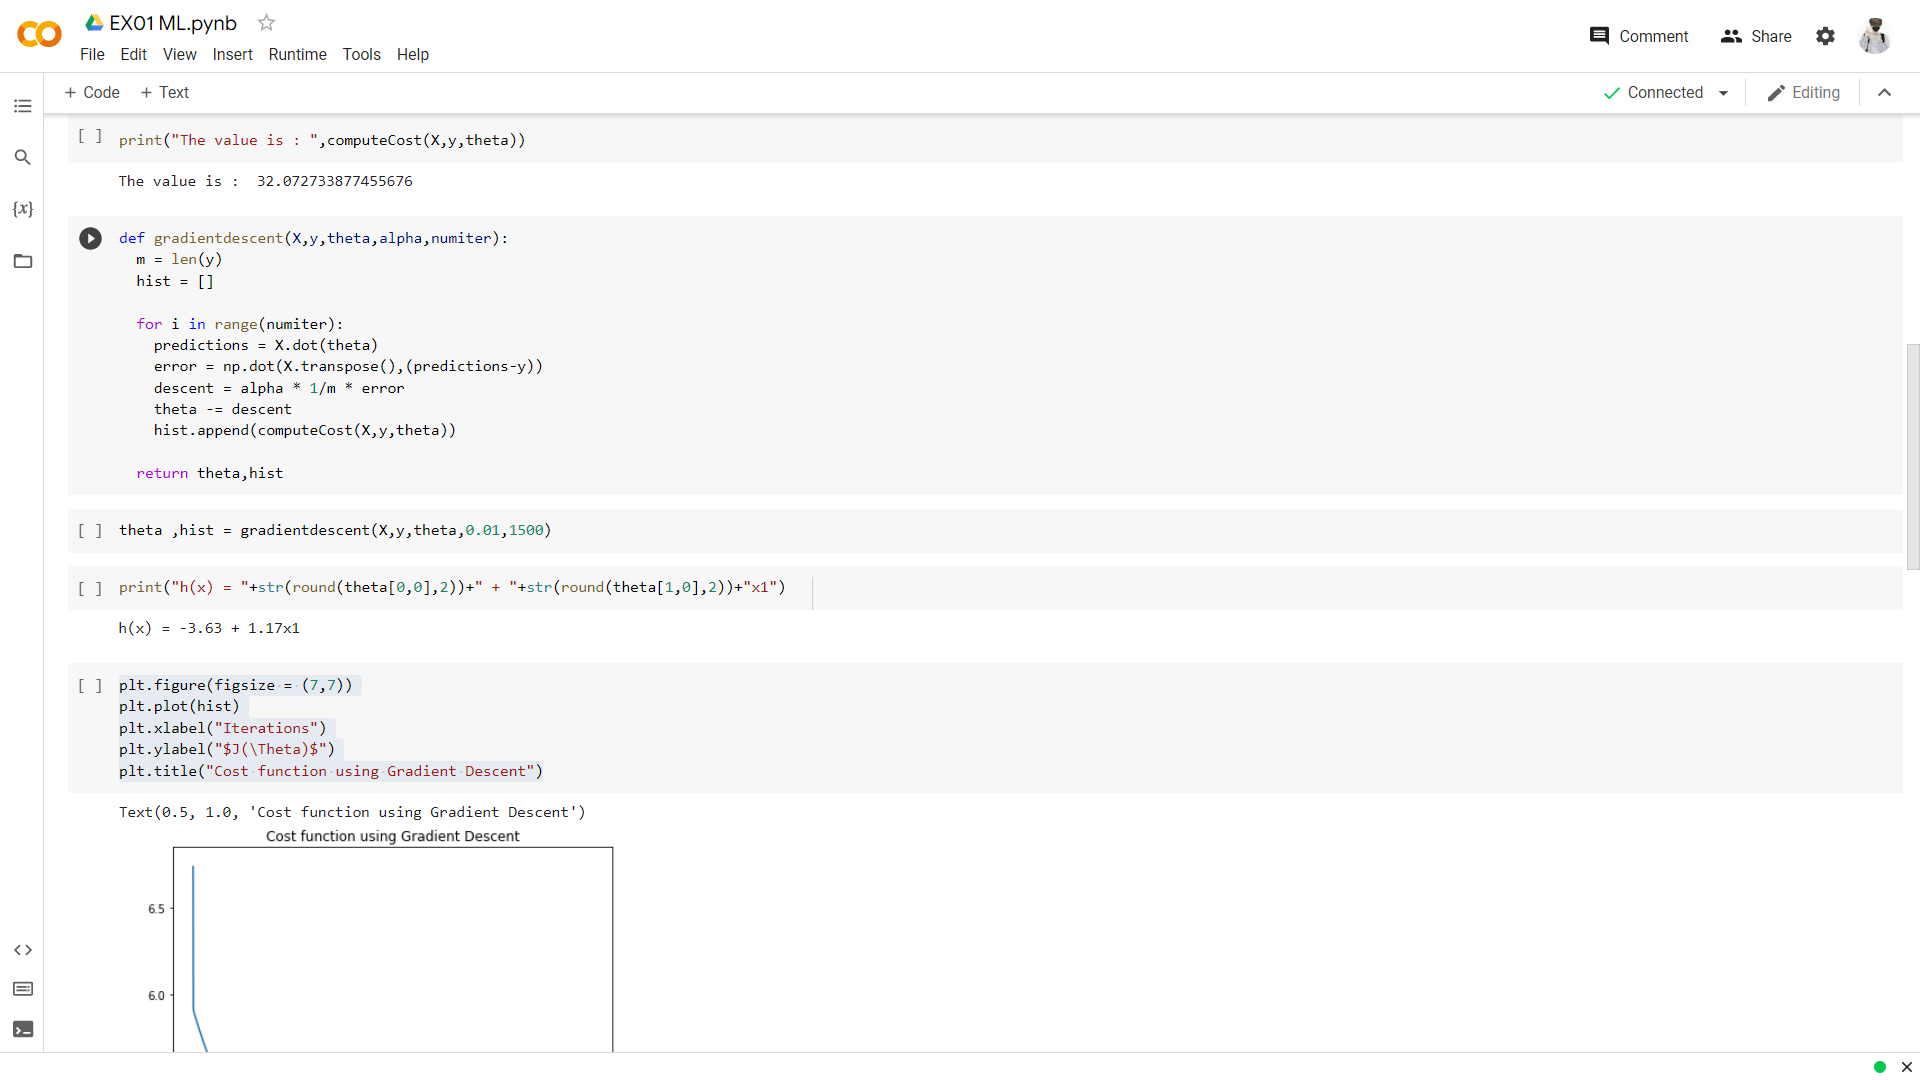 EX01 ML.pynb
File Edit View Insert Runtime Tools Help
Comment Share
+ Code + Text
Connected Editing
[ ] print("The value is : ",computeCost(X,y,theta))
The value is :  32.072733877455676
{x}
def gradientdescent(X,y,theta,alpha,numiter):
  m = len(y)
  hist = []
  for i in range(numiter):
    predictions = X.dot(theta)
    error = np.dot(X.transpose(),(predictions-y))
    descent = alpha * 1/m * error
    theta -= descent
    hist.append(computeCost(X,y,theta))
  return theta,hist
[ ] theta ,hist = gradientdescent(X,y,theta,0.01,1500)
[ ] print("h(x) = "+str(round(theta[0,0],2))+" + "+str(round(theta[1,0],2))+"x1")
h(x) = -3.63 + 1.17x1
[ ] plt.figure(figsize = (7,7))
plt.plot(hist)
plt.xlabel("Iterations")
plt.ylabel("$J(\Theta)$")
plt.title("Cost function using Gradient Descent")
Text(0.5, 1.0, 'Cost function using Gradient Descent')
Cost function using Gradient Descent
6.5
6.0